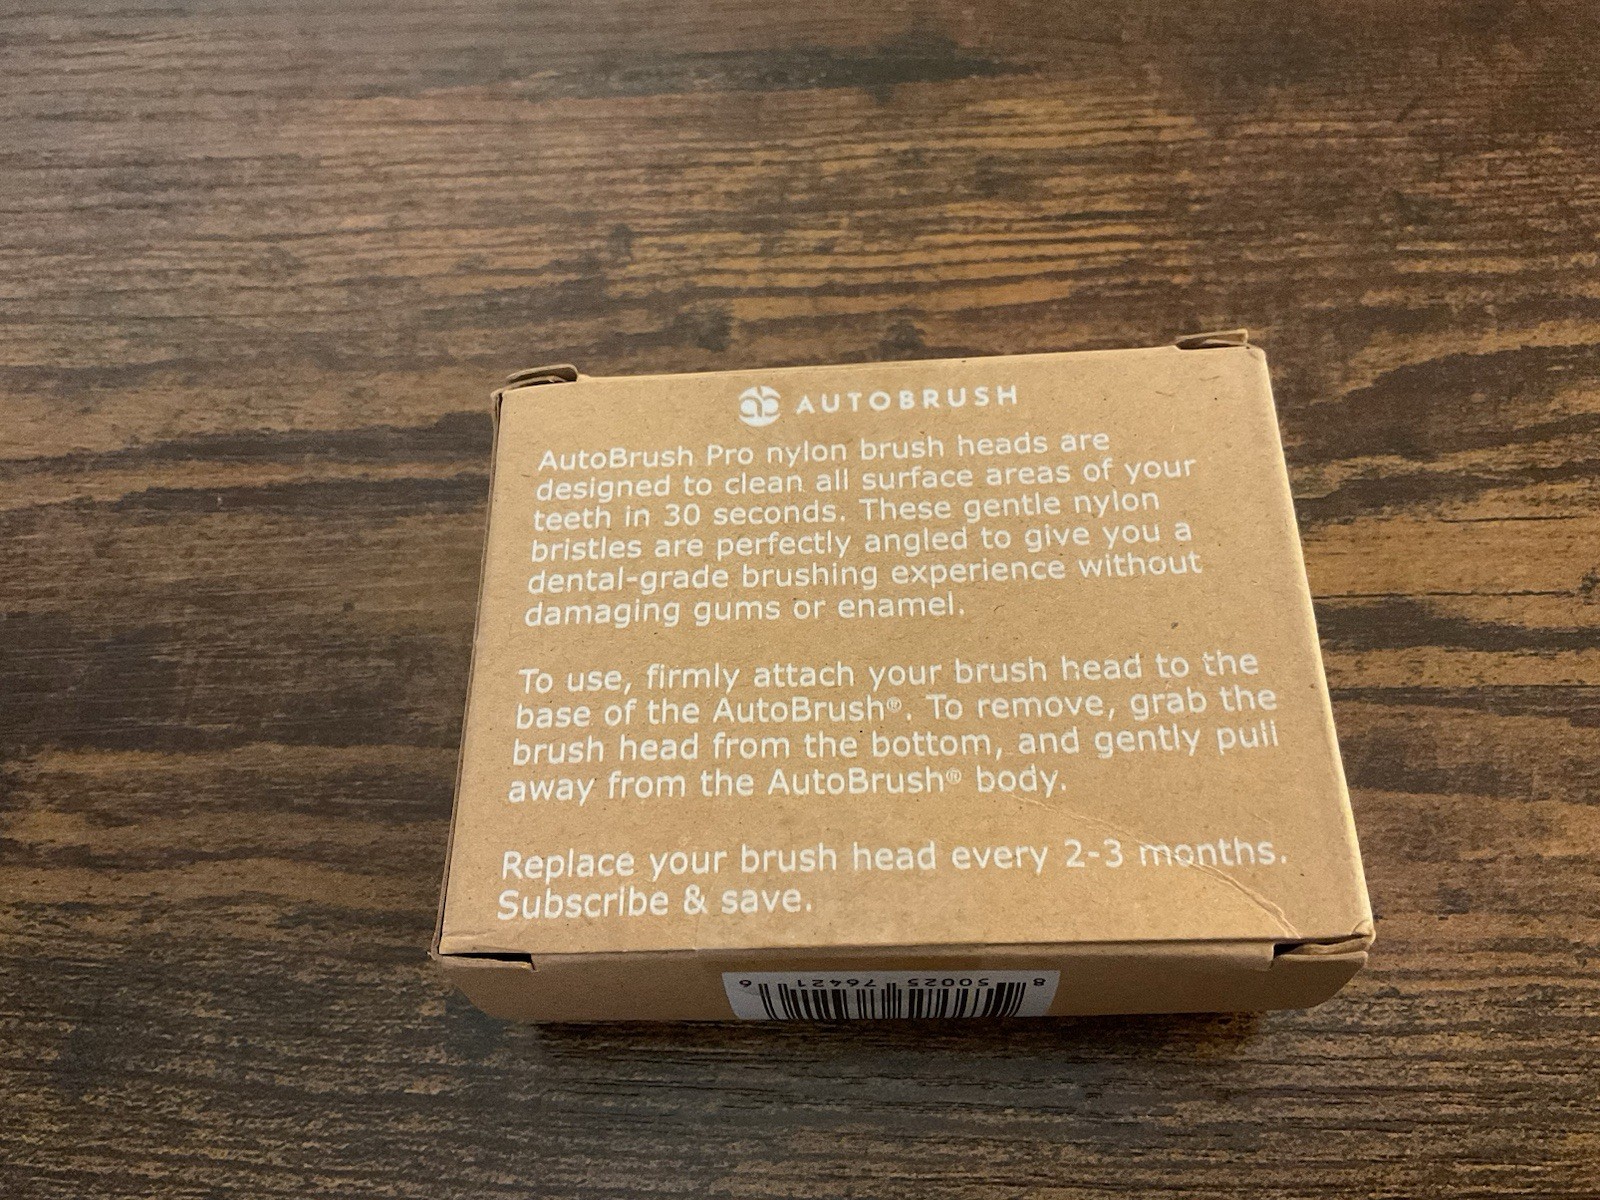 AUTOBRUSH
AutoBrush Pro nylon brush heads are
designed to clean all surface areas of your
teeth in 30 seconds. These gentle nylon
bristles are perfectly angled to give you a
dental-grade brushing experience without
damaging gums or enamel.
To use, firmly attach your brush head to the
base of the AutoBrush®. To remove, grab the
brush head from the bottom, and gently pull
away from the AutoBrush® body.
Replace your brush head every 2-3 months.
Subscribe & save.
8 50025 76421 6